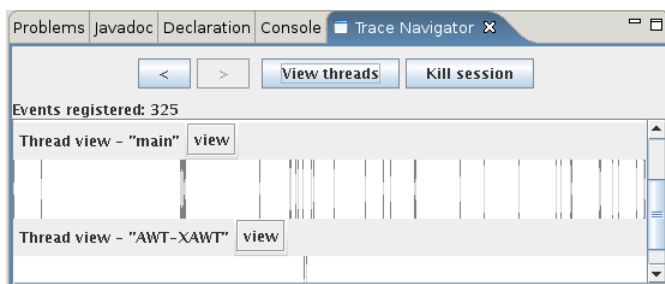 Problems Javadoc Declaration Console Trace Navigator
< > View threads Kill session
Events registered: 325
Thread view - "main" view
Thread view - "AWT-XAWT" view